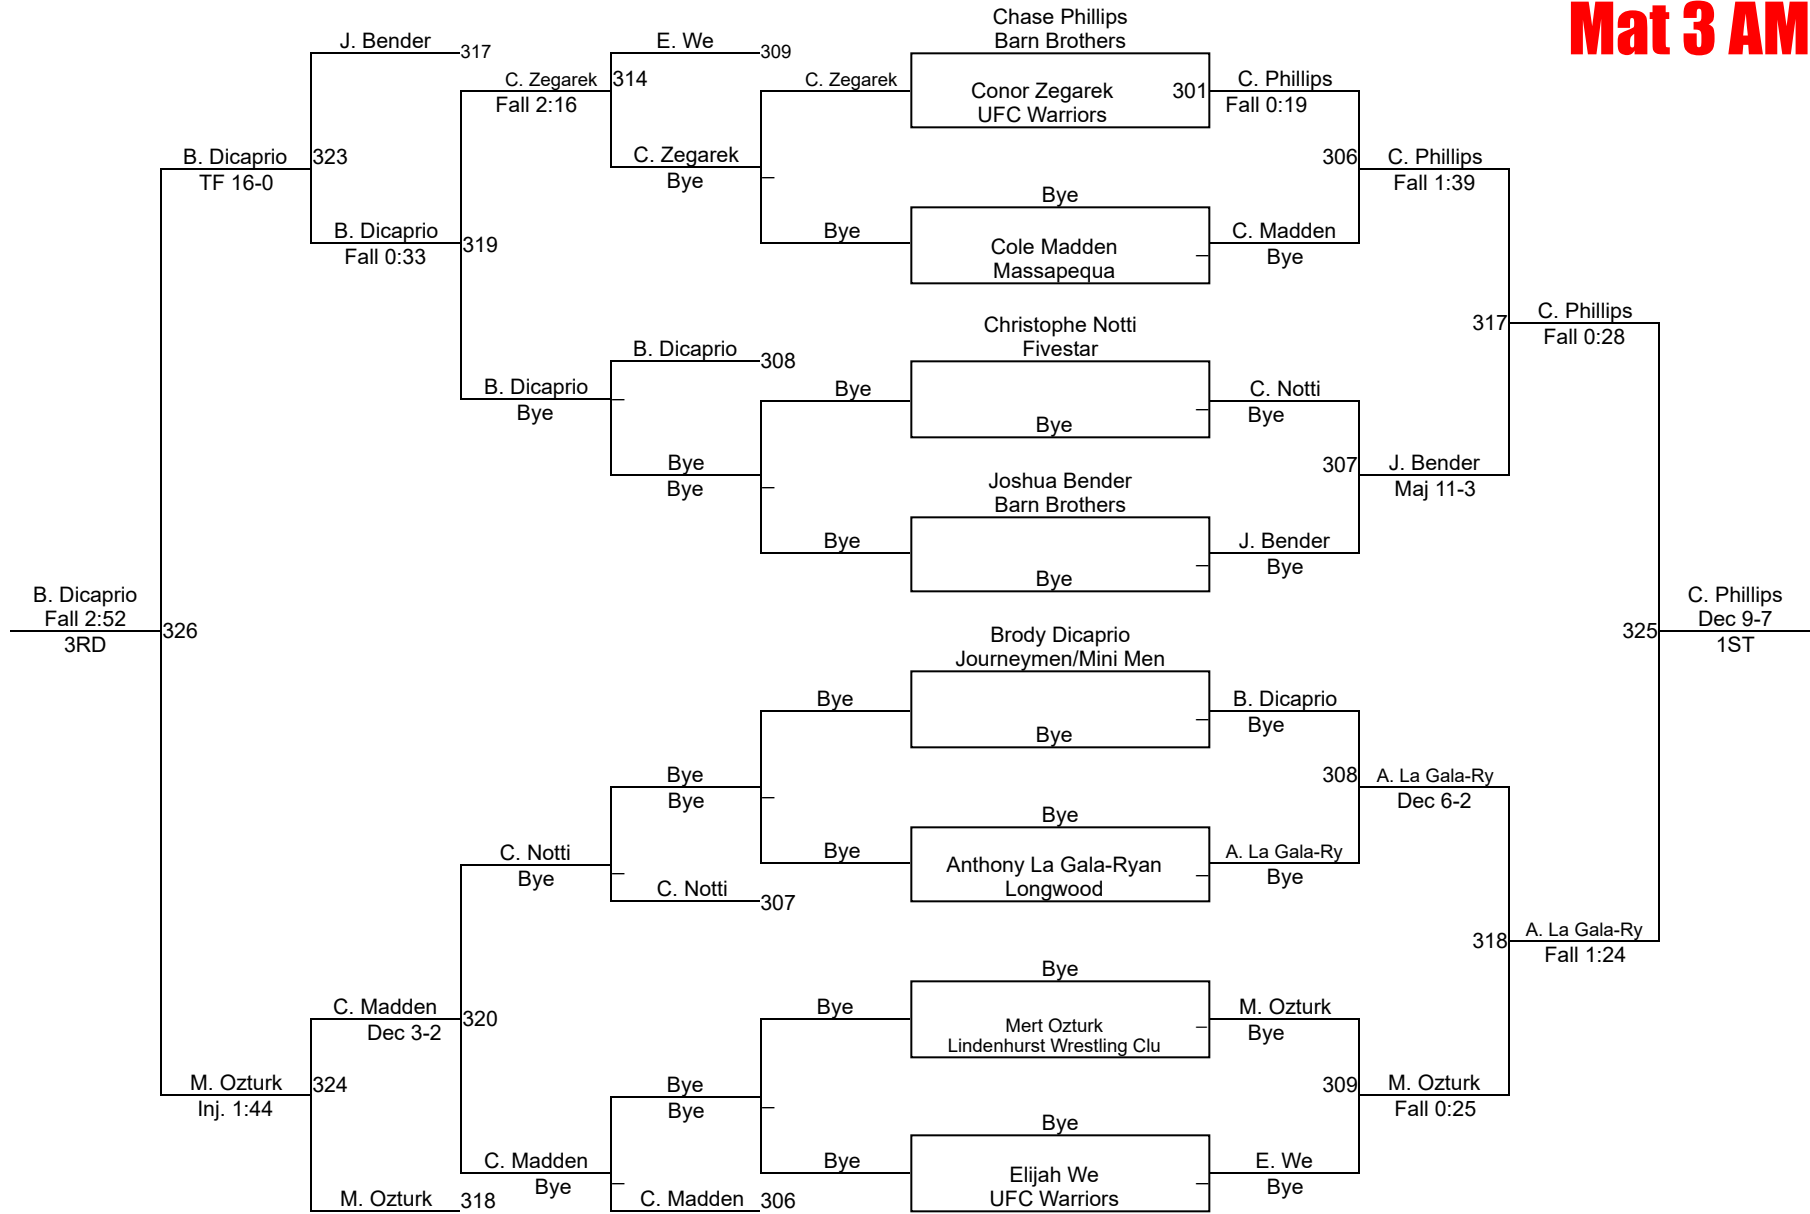 Mat 3 AM
Chase Phillips
Barn Brothers
J. Bender
317
E. We
309
C. Zegarek
314
Fall 2:16
C. Zegarek
Conor Zegarek
UFC Warriors
301
C. Phillips
Fall 0:19
B. Dicaprio
323
TF 16-0
C. Zegarek
Bye
306
C. Phillips
Fall 1:39
Bye
B. Dicaprio
Fall 0:33
319
Bye
Cole Madden
Massapequa
C. Madden
Bye
Christophe Notti
Fivestar
317
C. Phillips
Fall 0:28
B. Dicaprio
308
B. Dicaprio
Bye
Bye
Bye
C. Notti
Bye
Bye
Bye
307
J. Bender
Maj 11-3
Joshua Bender
Barn Brothers
Bye
Bye
J. Bender
Bye
B. Dicaprio
Fall 2:52
3RD
326
C. Phillips
Dec 9-7
1ST
325
Brody Dicaprio
Journeymen/Mini Men
Bye
Bye
B. Dicaprio
Bye
Bye
Bye
308
A. La Gala-Ry
Dec 6-2
Bye
C. Notti
Bye
Bye
Anthony La Gala-Ryan
Longwood
A. La Gala-Ry
Bye
C. Notti
307
318
A. La Gala-Ry
Fall 1:24
Bye
C. Madden
Dec 3-2
320
Bye
Mert Ozturk
Lindenhurst Wrestling Clu
M. Ozturk
Bye
M. Ozturk
Inj. 1:44
324
Bye
Bye
309
M. Ozturk
Fall 0:25
Bye
C. Madden
Bye
Bye
Elijah We
UFC Warriors
E. We
Bye
M. Ozturk
318
C. Madden
306